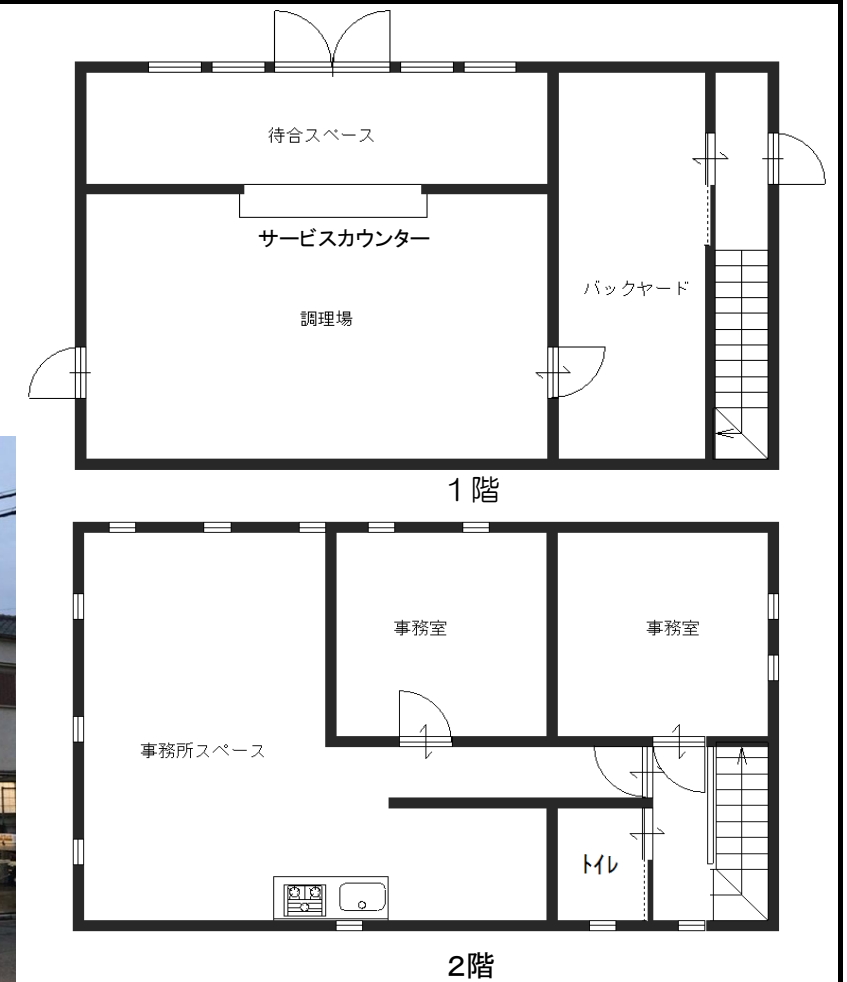 待合スペース
サービスカウンター
調理場
バックヤード
1階
事務室
事務室
事務所スペース
ﾄｲﾚ
2階